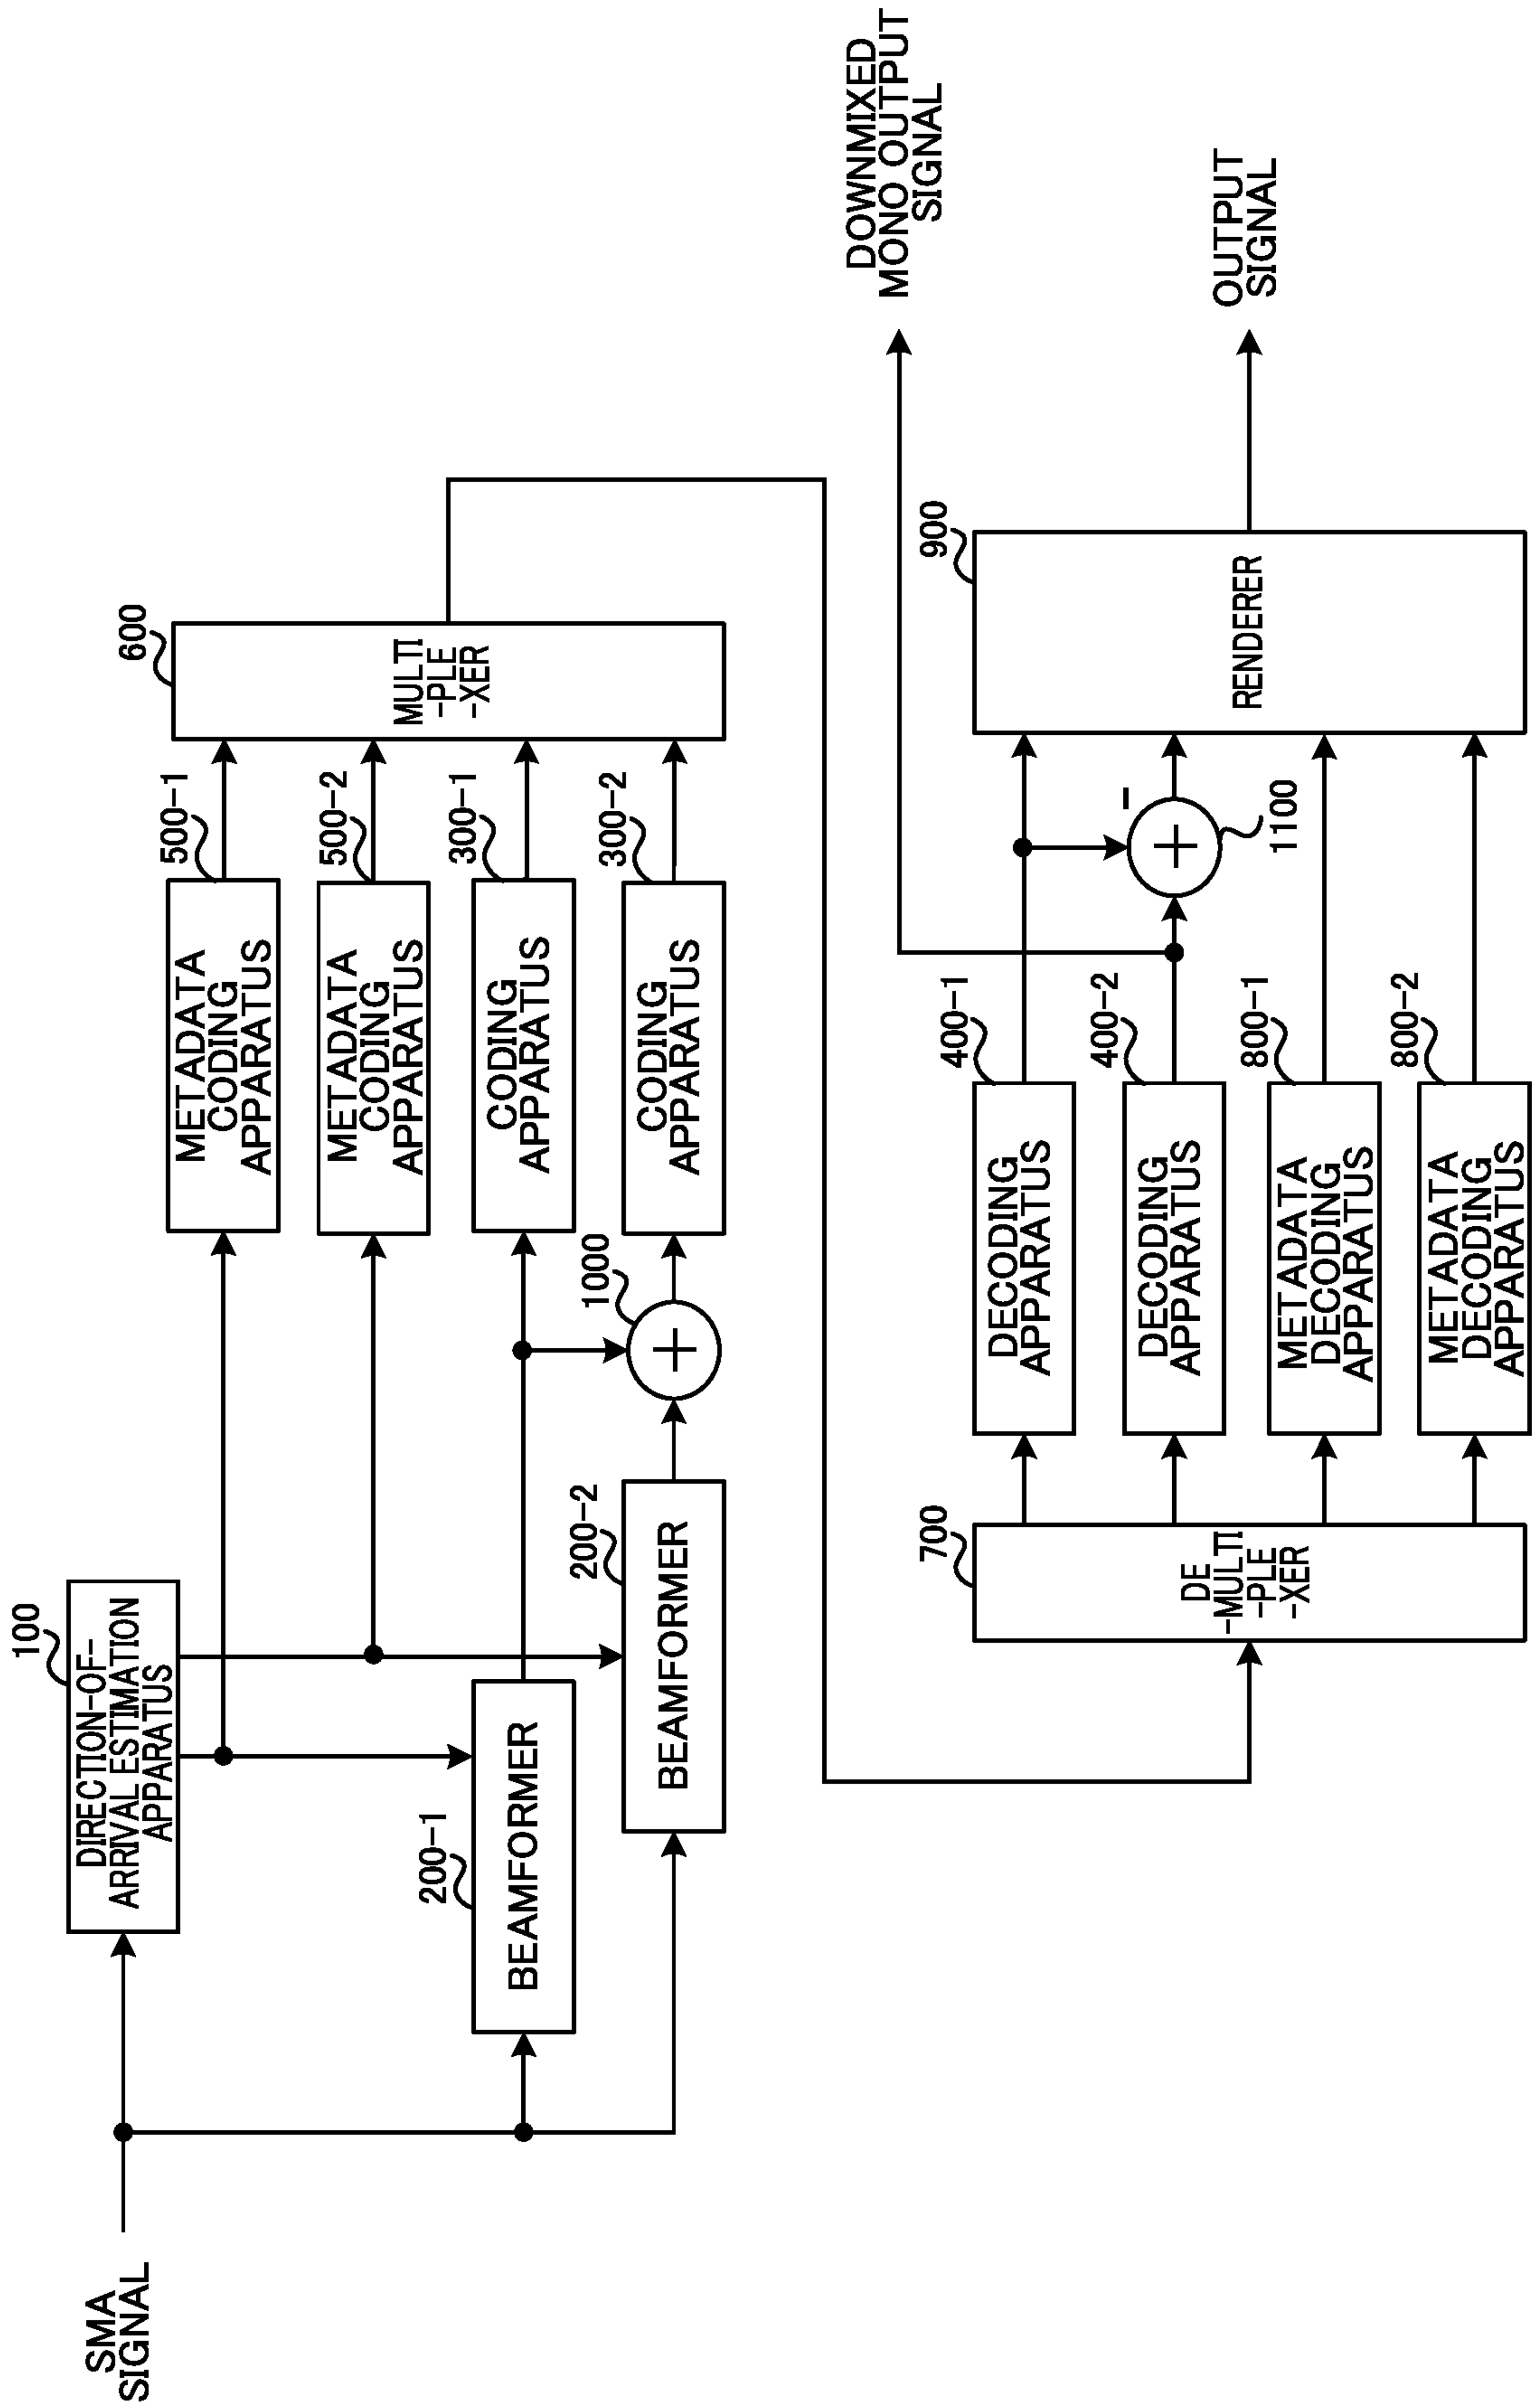 SMA
SIGNAL
100
DIRECTION-OF-
ARRIVAL ESTIMATION
APPARATUS
200-1
BEAMFORMER
200-2
BEAMFORMER
1000
+
METADATA
CODING
APPARATUS
500-1
METADATA
CODING
APPARATUS
500-2
CODING
APPARATUS
300-1
CODING
APPARATUS
300-2
600
MULTI
-PLE
-XER
700
DE
-MULTI
-PLE
-XER
DECODING
APPARATUS
400-1
DECODING
APPARATUS
400-2
METADATA
DECODING
APPARATUS
800-1
METADATA
DECODING
APPARATUS
800-2
+
-
1100
900
RENDERER
DOWNMIXED
MONO OUTPUT
SIGNAL
OUTPUT
SIGNAL